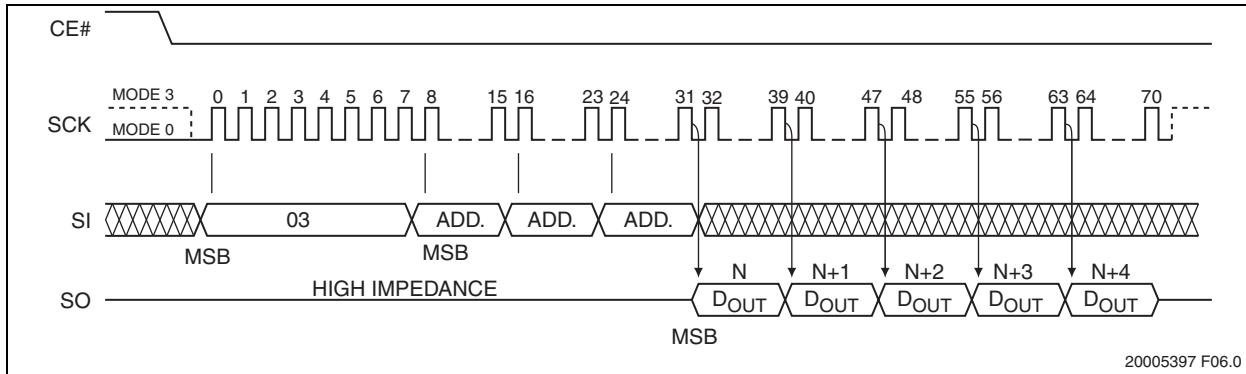 CE#
MODE 3
SCK
MODE 0
0 1 2 3 4 5 6 7 8 15 16 23 24 31 32 39 40 47 48 55 56 63 64 70
SI
03 ADD. ADD. ADD.
MSB MSB
N N+1 N+2 N+3 N+4
SO
HIGH IMPEDANCE
DOUT DOUT DOUT DOUT DOUT
MSB
20005397 F06.0